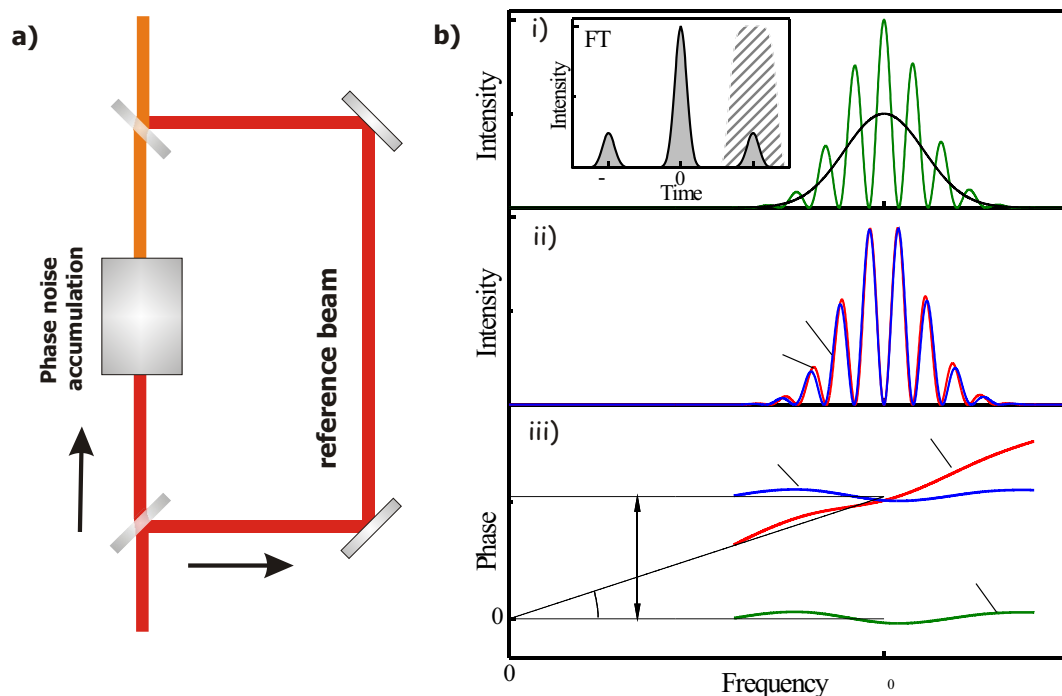 a)
Phase noise
accumulation
reference beam
b)
i)
FT
Intensity
Intensity
-
0
Time
ii)
Intensity
iii)
Phase
0
0
Frequency
0